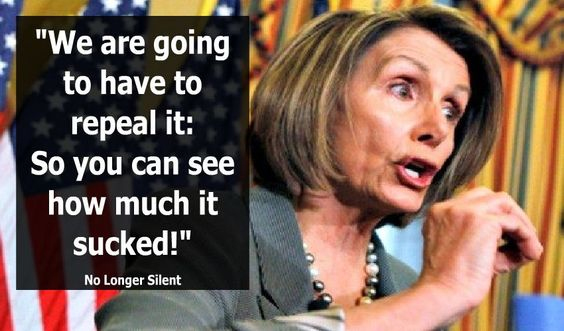 "We are going
to have to
repeal it:
So you can see
how much it
sucked!"
No Longer Silent